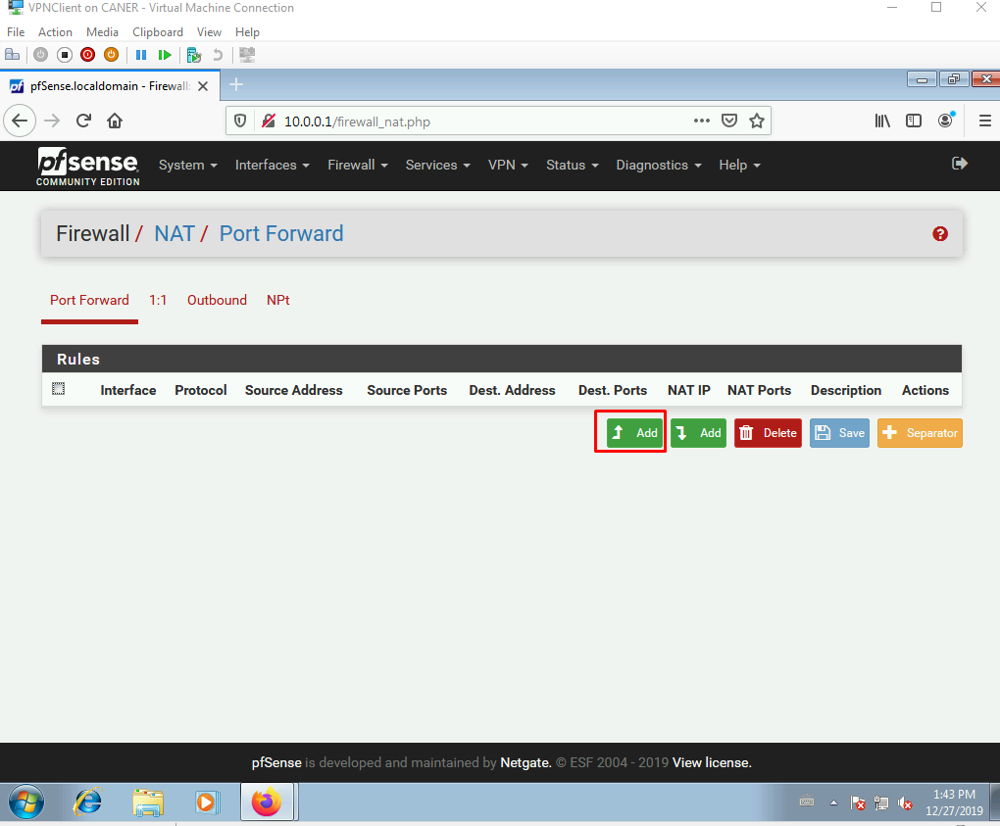 VPNClient on CANER - Virtual Machine Connection
File Action Media Clipboard View Help
pfSense.localdomain - Firewall:
10.0.0.1/firewall_nat.php
pfsense
COMMUNITY EDITION
System Interfaces Firewall Services VPN Status Diagnostics Help
Firewall / NAT / Port Forward
Port Forward 1:1 Outbound NPt
Rules
Interface Protocol Source Address Source Ports Dest. Address Dest. Ports NAT IP NAT Ports Description Actions
Add Add Delete Save Separator
pfSense is developed and maintained by Netgate. © ESF 2004 - 2019 View license.
1:43 PM
12/27/2019